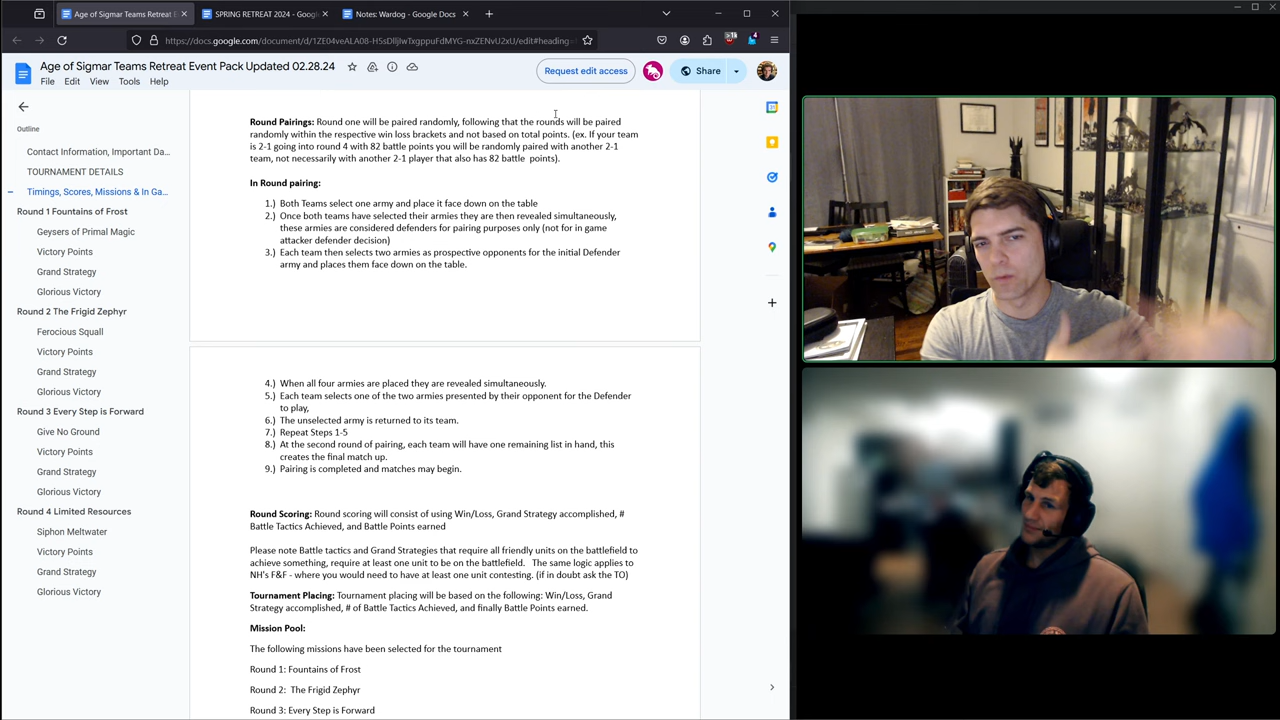 Age of Sigmar Teams Retreat E
SPRING RETREAT 2024 - Googl
Notes: Wardog - Google Docs
https://docs.google.com/document/d/
Age of Sigmar Teams Retreat Event Pack Updated 02.28.24
File Edit View Tools Help
Request edit access
Share
Outline
Contact Information, Important Da...
TOURNAMENT DETAILS
Timings, Scores, Missions & In Ga...
Round 1 Fountains of Frost
Geysers of Primal Magic
Victory Points
Grand Strategy
Glorious Victory
Round 2 The Frigid Zephyr
Ferocious Squall
Victory Points
Grand Strategy
Glorious Victory
Round 3 Every Step is Forward
Give No Ground
Victory Points
Grand Strategy
Glorious Victory
Round 4 Limited Resources
Siphon Meltwater
Victory Points
Grand Strategy
Glorious Victory
Round Pairings: Round one will be paired randomly, following that the rounds will be paired
randomly within the respective win loss brackets and not based on total points. (ex. If your team
is 2-1 going into round 4 with 82 battle points you will be randomly paired with another 2-1
team, not necessarily with another 2-1 player that also has 82 battle points).
In Round pairing:
1.) Both Teams select one army and place it face down on the table
2.) Once both teams have selected their armies they are then revealed simultaneously,
these armies are considered defenders for pairing purposes only (not for in game
attacker defender decision)
3.) Each team then selects two armies as prospective opponents for the initial Defender
army and places them face down on the table.
4.) When all four armies are placed they are revealed simultaneously.
5.) Each team selects one of the two armies presented by their opponent for the Defender
to play,
6.) The unselected army is returned to its team.
7.) Repeat Steps 1-5
8.) At the second round of pairing, each team will have one remaining list in hand, this
creates the final match up.
9.) Pairing is completed and matches may begin.
Round Scoring: Round scoring will consist of using Win/Loss, Grand Strategy accomplished, #
Battle Tactics Achieved, and Battle Points earned
Please note Battle tactics and Grand Strategies that require all friendly units on the battlefield to
achieve something, require at least one unit to be on the battlefield. The same logic applies to
NH's F&F - where you would need to have at least one unit contesting. (if in doubt ask the TO)
Tournament Placing: Tournament placing will be based on the following: Win/Loss, Grand
Strategy accomplished, # of Battle Tactics Achieved, and finally Battle Points earned.
Mission Pool:
The following missions have been selected for the tournament
Round 1: Fountains of Frost
Round 2: The Frigid Zephyr
Round 3: Every Step is Forward